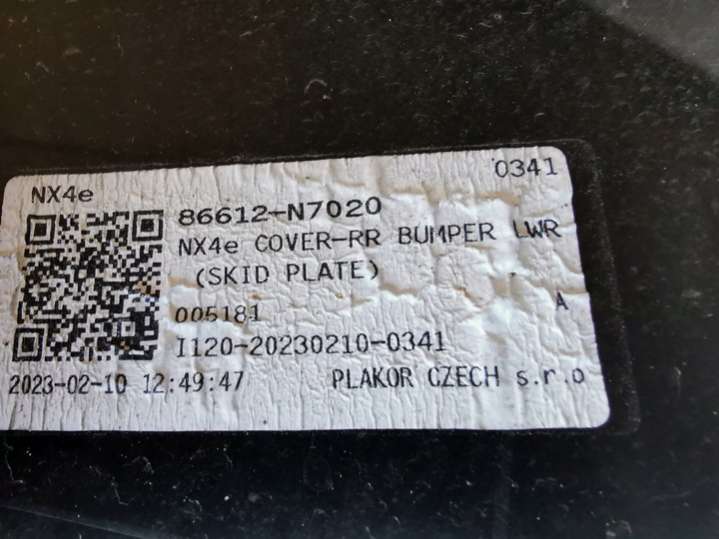 0341
NX4e
86612-N7020
NX4e COVER-RR BUMPER LWR
(SKID PLATE)
005181
A
I120-20230210-0341
2023-02-10 12:49:47 PLAKOR CZECH s.r.o